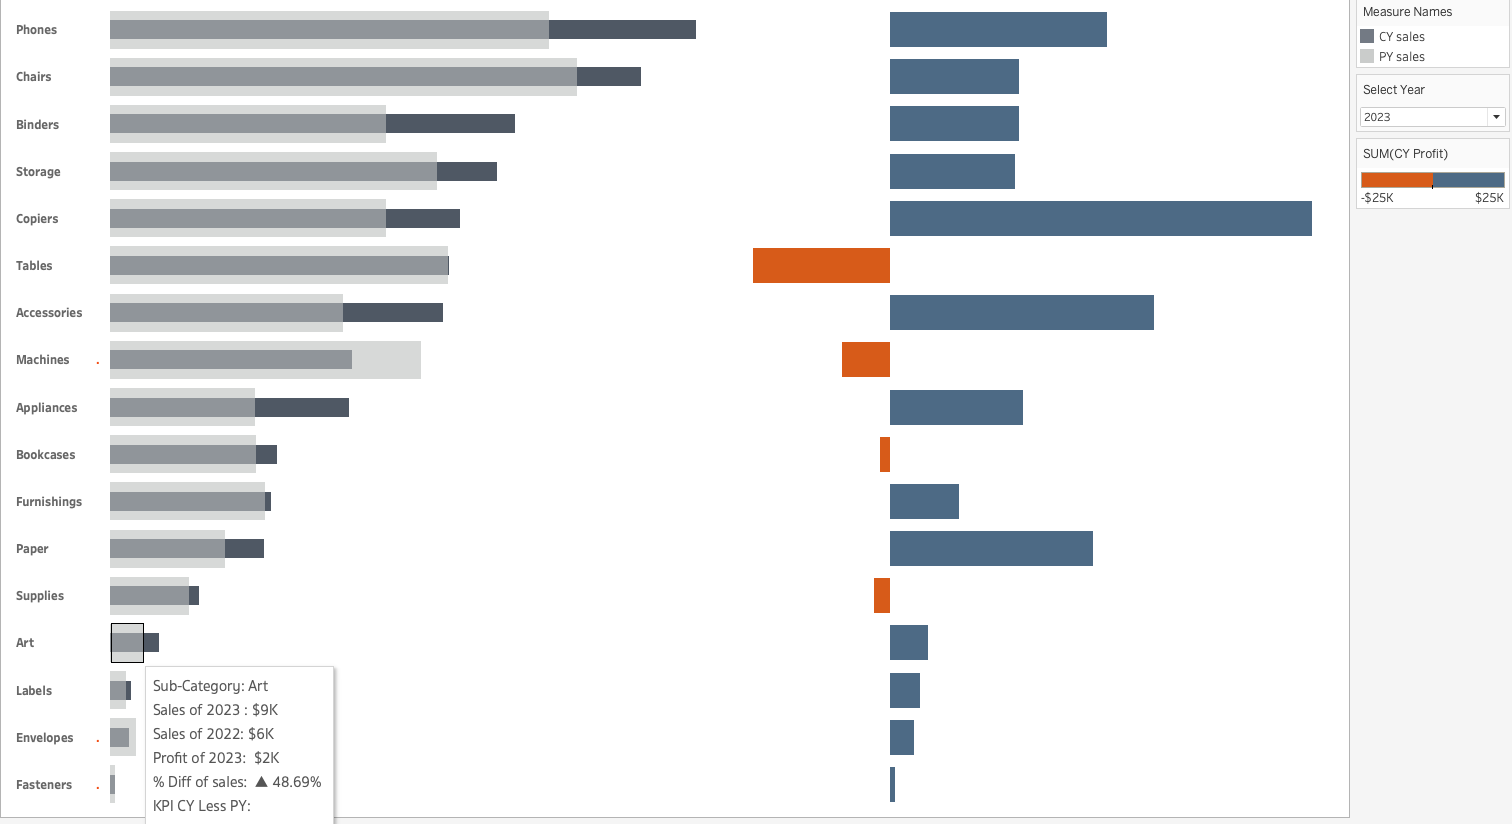 Phones
Chairs
Binders
Storage
Copiers
Tables
Accessories
Machines
Appliances
Bookcases
Furnishings
Paper
Supplies
Art
Labels
Envelopes
Fasteners
Sub-Category: Art
Sales of 2023 : $9K
Sales of 2022: $6K
Profit of 2023:  $2K
% Diff of sales:  ▲ 48.69%
KPI CY Less PY:
Measure Names
CY sales
PY sales
Select Year
2023
SUM(CY Profit)
-$25K $25K